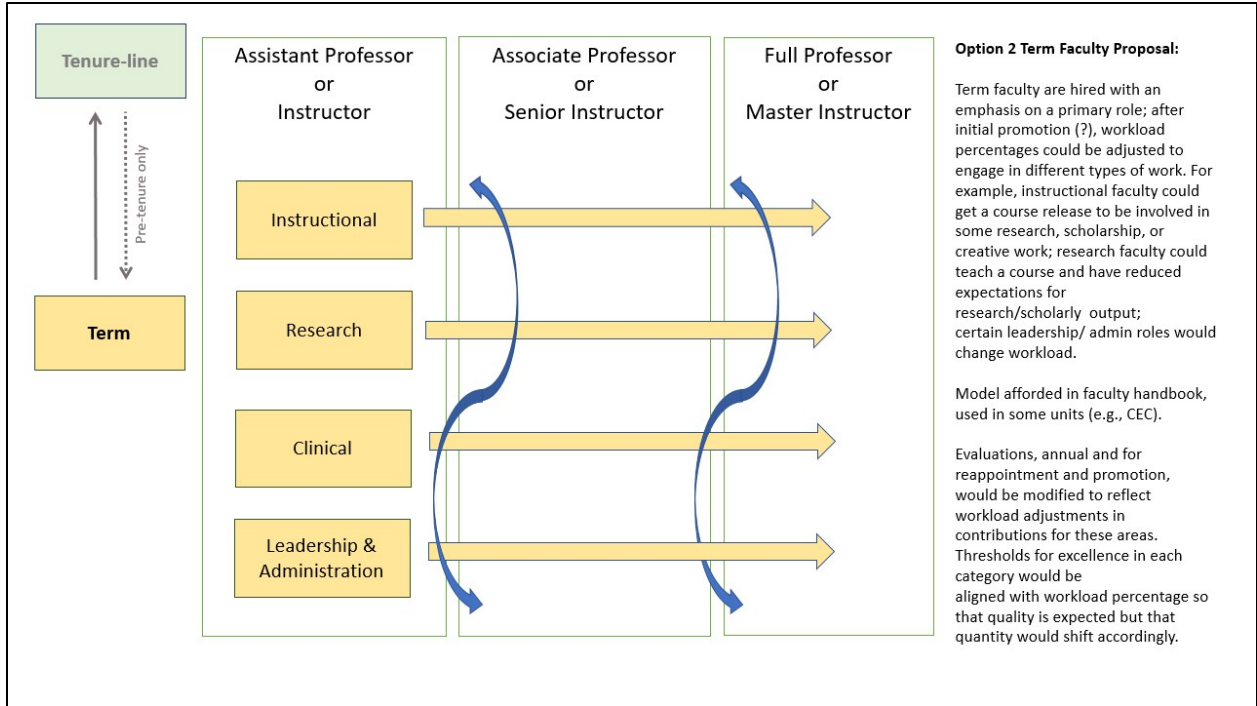 Tenure-line
Pre-tenure only
Term
Assistant Professor
or
Instructor
Associate Professor
or
Senior Instructor
Full Professor
or
Master Instructor
Instructional
Research
Clinical
Leadership &
Administration
Option 2 Term Faculty Proposal:
Term faculty are hired with an
emphasis on a primary role; after
initial promotion (?), workload
percentages could be adjusted to
engage in different types of work. For
example, instructional faculty could
get a course release to be involved in
some research, scholarship, or
creative work; research faculty could
teach a course and have reduced
expectations for
research/scholarly output;
certain leadership/ admin roles would
change workload.
Model afforded in faculty handbook,
used in some units (e.g., CEC).
Evaluations, annual and for
reappointment and promotion,
would be modified to reflect
workload adjustments in
contributions for these areas.
Thresholds for excellence in each
category would be
aligned with workload percentage so
that quality is expected but that
quantity would shift accordingly.